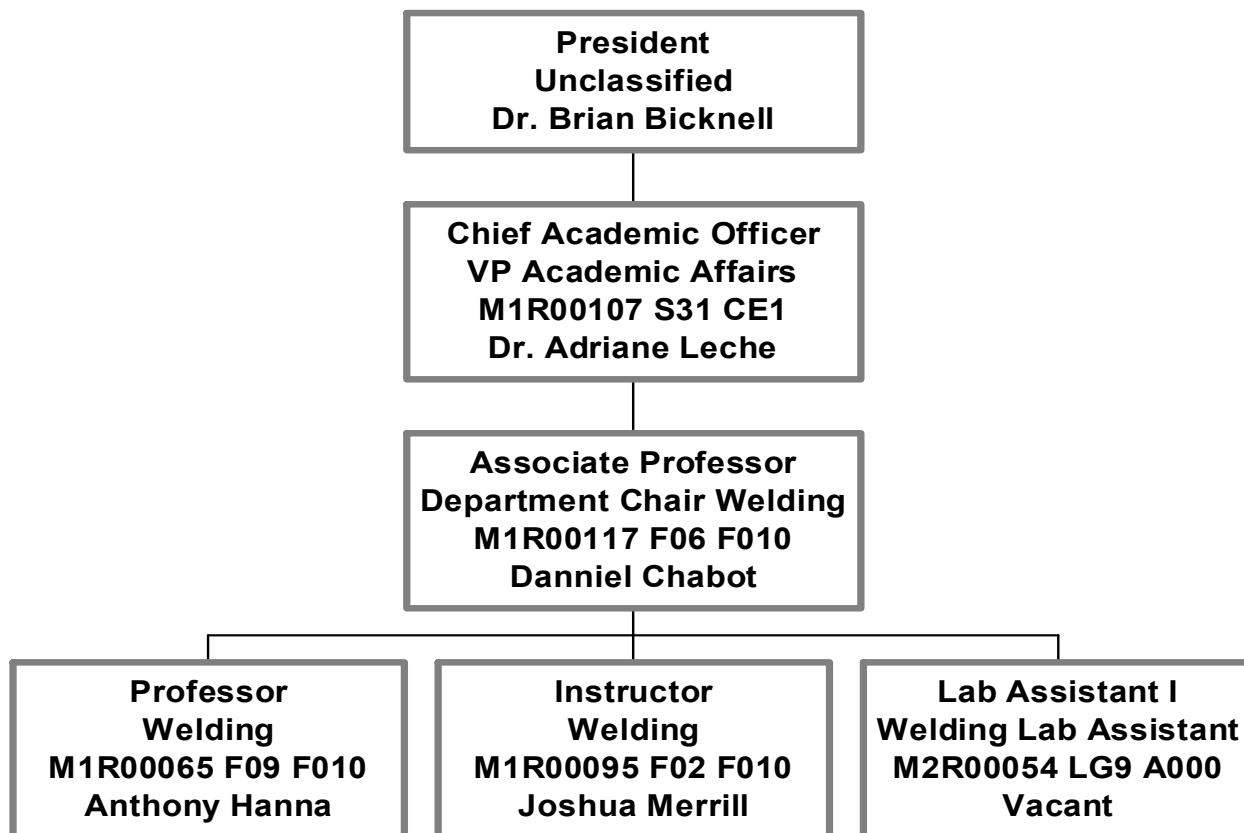 President
Unclassified
Dr. Brian Bicknell
Chief Academic Officer
VP Academic Affairs
M1R00107 S31 CE1
Dr. Adriane Leche
Associate Professor
Department Chair Welding
M1R00117 F06 F010
Danniel Chabot
Professor
Welding
M1R00065 F09 F010
Anthony Hanna
Instructor
Welding
M1R00095 F02 F010
Joshua Merrill
Lab Assistant I
Welding Lab Assistant
M2R00054 LG9 A000
Vacant